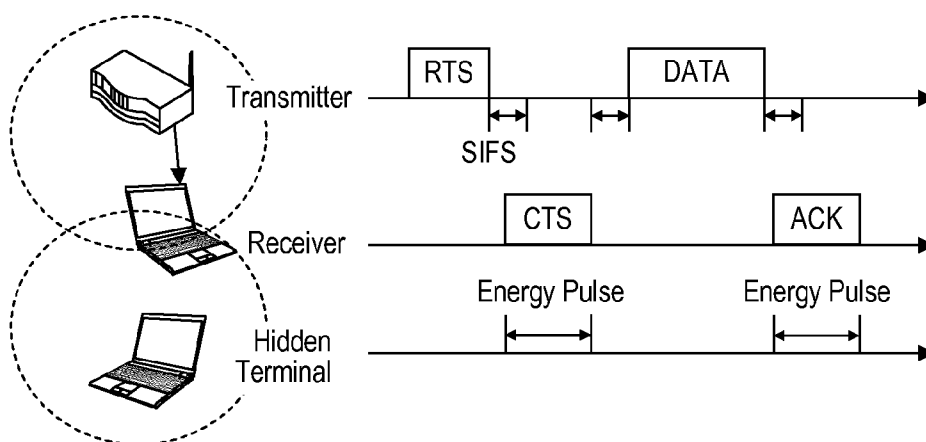 RTS
DATA
Transmitter
SIFS
CTS
ACK
Receiver
Energy Pulse
Energy Pulse
Hidden
Terminal